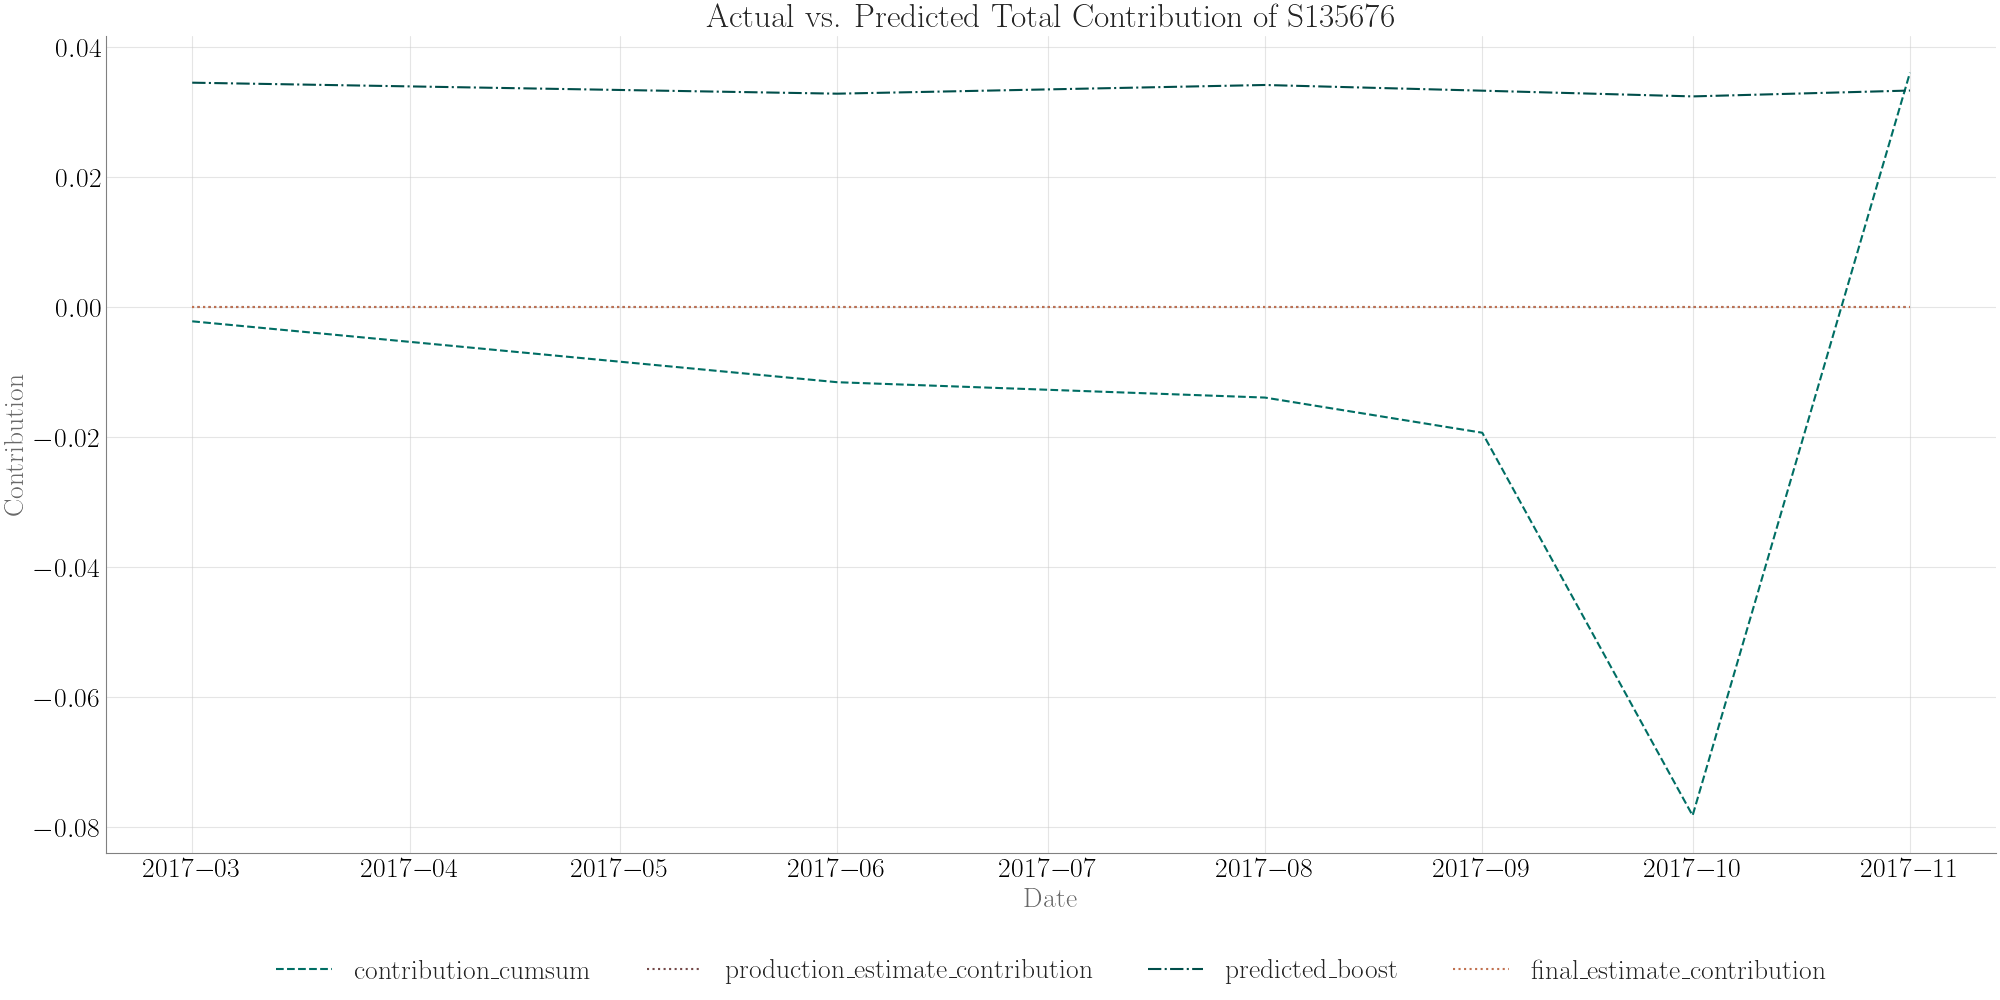 Actual vs. Predicted Total Contribution of S135676
0.04
0.02
0.00
−0.02
−0.04
−0.06
−0.08
Contribution
2017−03 2017−04 2017−05 2017−06 2017−07 2017−08 2017−09 2017−10 2017−11
Date
contribution_cumsum production_estimate_contribution predicted_boost final_estimate_contribution